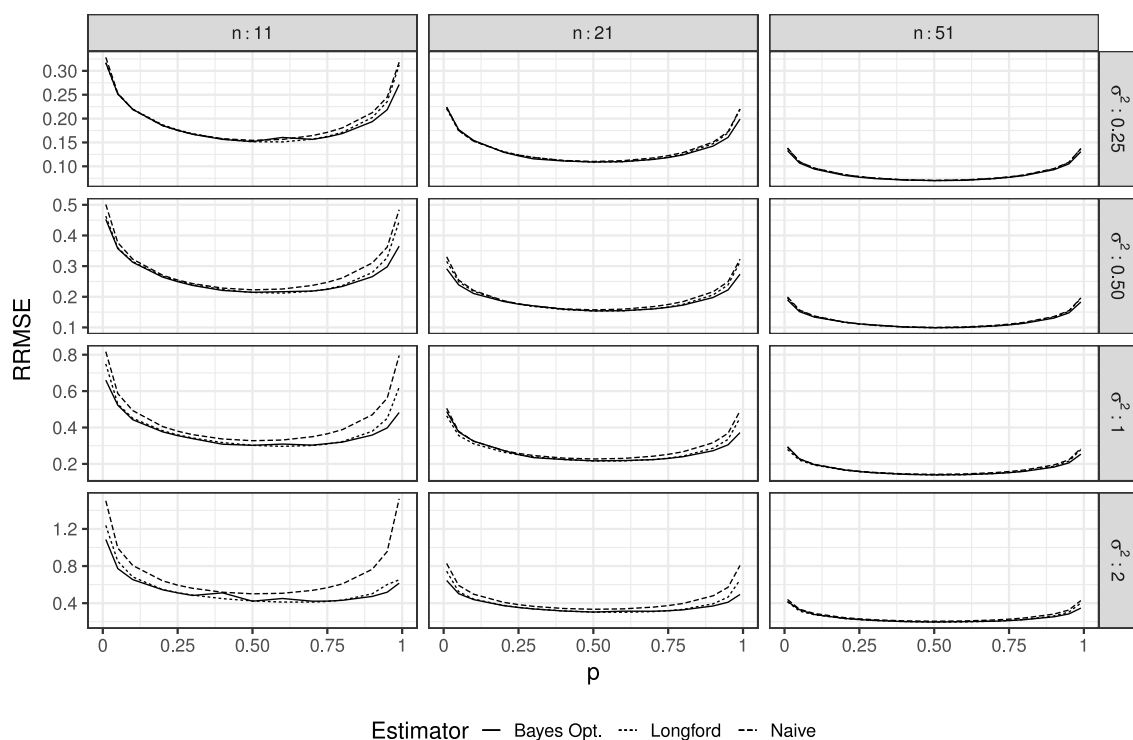 n : 11
n : 21
n : 51
RRMSE
0.30
0.25
0.20
0.15
0.10
σ² : 0.25
0.5
0.4
0.3
0.2
0.1
σ² : 0.50
0.8
0.6
0.4
0.2
σ² : 1
1.2
0.8
0.4
σ² : 2
0 0.25 0.50 0.75 1
0 0.25 0.50 0.75 1
0 0.25 0.50 0.75 1
p
Estimator Bayes Opt. Longford Naive